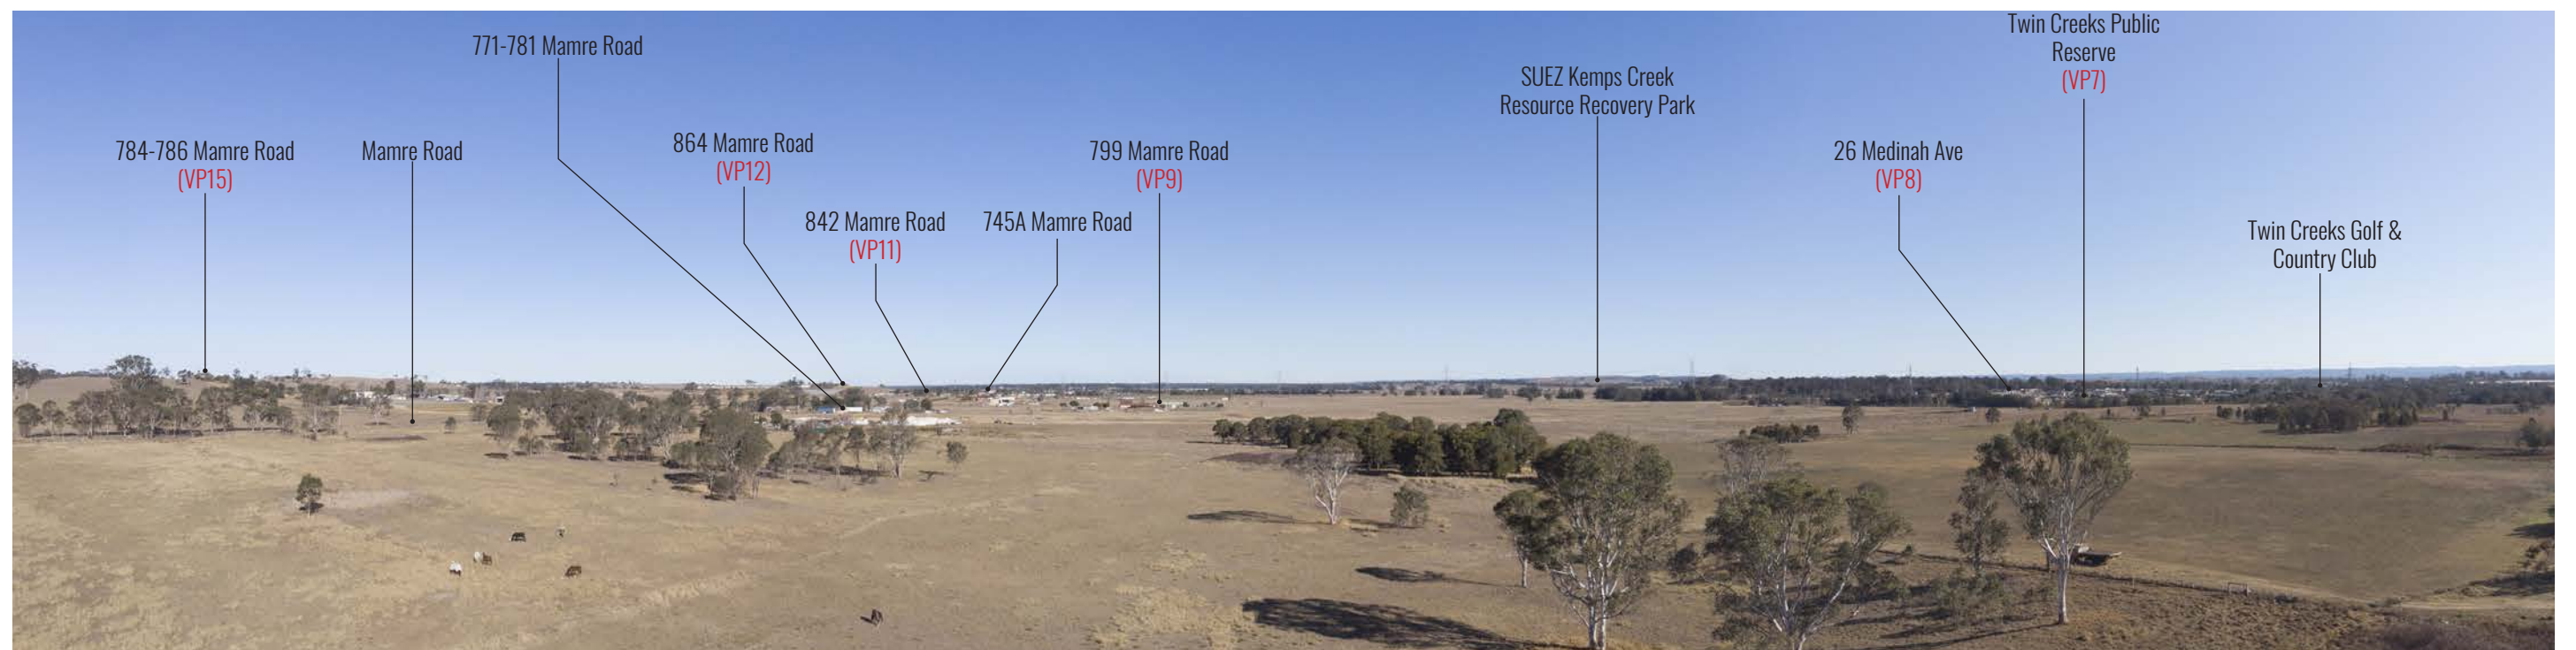 784-786 Mamre Road
(VP15)
Mamre Road
771-781 Mamre Road
864 Mamre Road
(VP12)
842 Mamre Road
(VP11)
745A Mamre Road
799 Mamre Road
(VP9)
SUEZ Kemps Creek
Resource Recovery Park
26 Medinah Ave
(VP8)
Twin Creeks Public
Reserve
(VP7)
Twin Creeks Golf &
Country Club